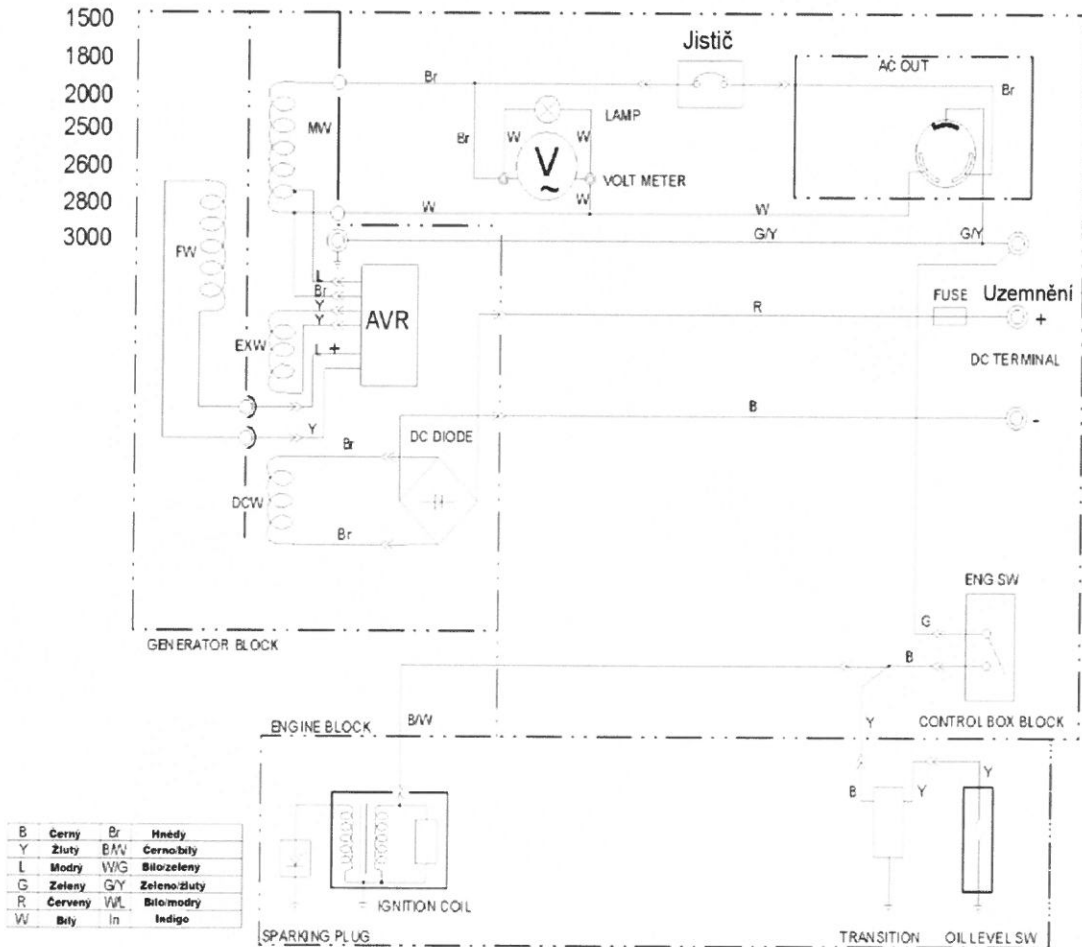 1500
1800
2000
2500
2600
2800
3000
Jistič
AC OUT
Br
Br
MW
LAMP
Br
W
W
V
~
VOLT METER
W
W
W
FW
G/Y
G/Y
L
Br
Y
Y
AVR
EXW
L +
R
FUSE
Uzemnění
+
DC TERMINAL
Y
B
-
Br
DC DIODE
DCW
Br
ENG SW
G
B
GENERATOR BLOCK
ENGINE BLOCK
B/W
Y
CONTROL BOX BLOCK
B
Y
Y
IGNITION COIL
SPARKING PLUG
TRANSITION
OIL LEVEL SW
B Černý Br Hnědý
Y Žlutý B/W Černo/bílý
L Modrý W/G Bílo/zelený
G Zelený G/Y Zeleno/žlutý
R Červený W/L Bílo/modrý
W Bílý In Indigo